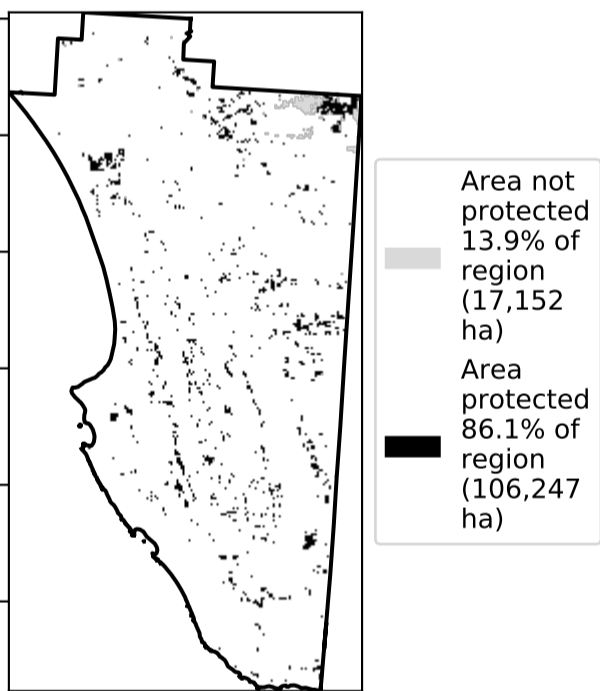 Area not
protected
13.9% of
region
(17,152
ha)
Area
protected
86.1% of
region
(106,247
ha)